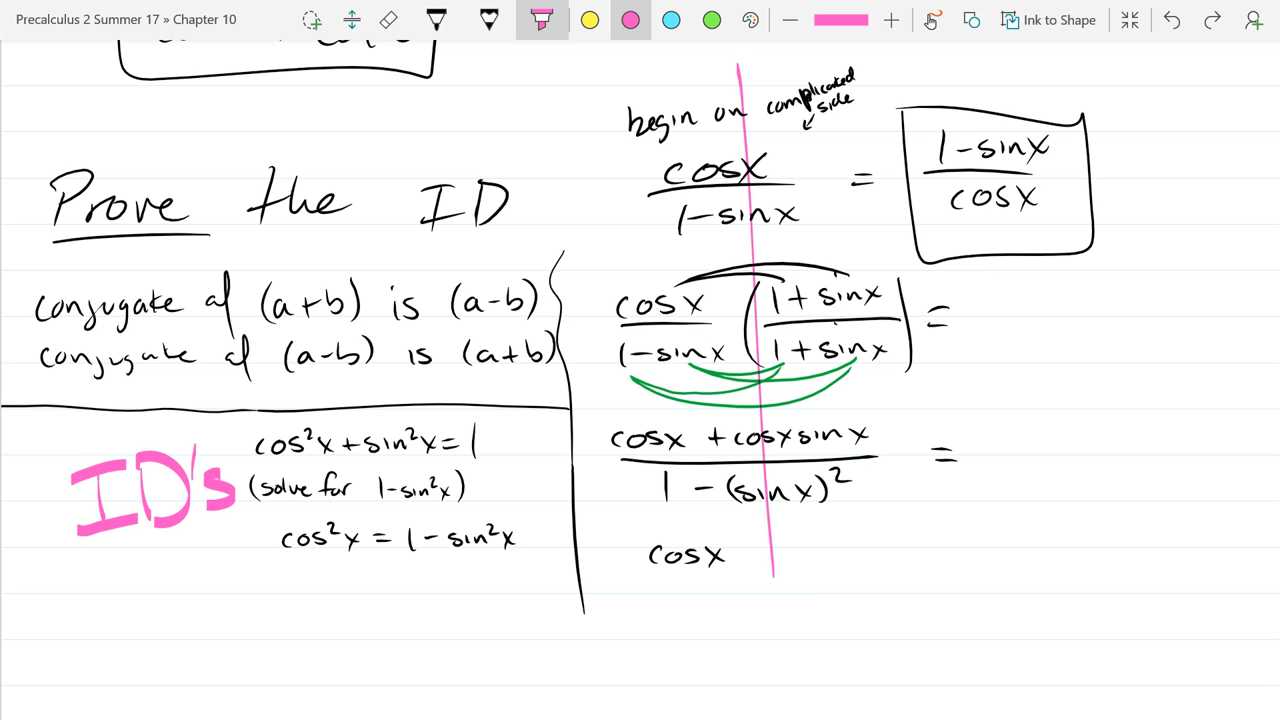 Precalculus 2 Summer 17 » Chapter 10
Ink to Shape
begin on complicated side
Prove the ID
cosx / 1-sinx = 1-sinx / cosx
conjugate of (a+b) is (a-b)
conjugate of (a-b) is (a+b)
cosx / 1-sinx (1+sinx / 1+sinx) =
ID's
cos²x+sin²x=1
(solve for 1-sin²x)
cos²x = 1-sin²x
cosx + cosxsinx / 1-(sinx)² =
cosx